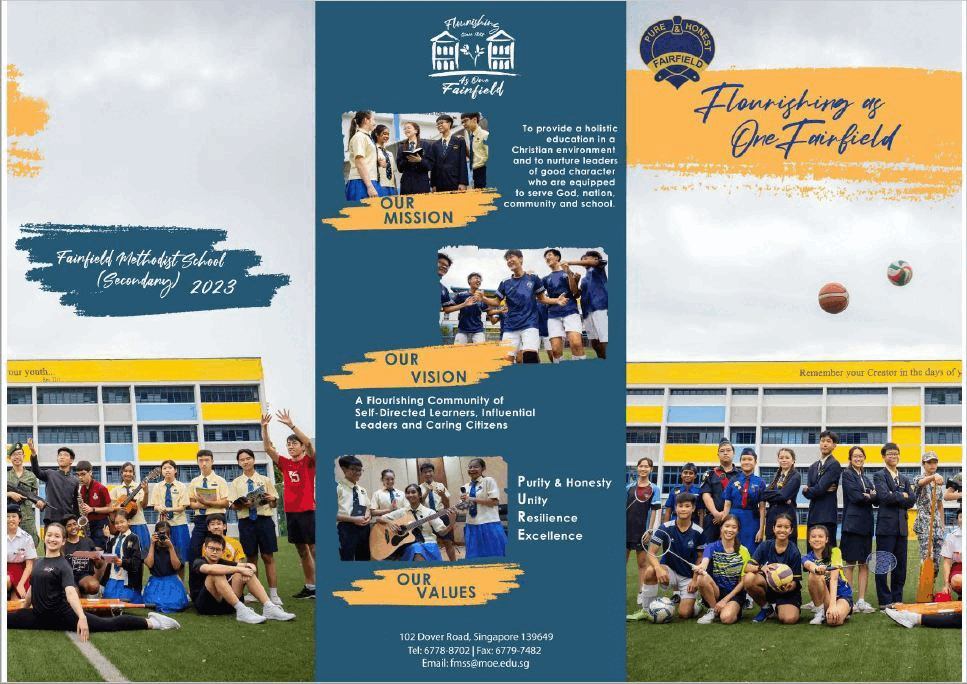 Fairfield Methodist School
(Secondary) 2023
our youth...
Flourishing
Since 1888
As One
Fairfield
To provide a holistic
education in a
Christian environment
and to nurture leaders
of good character
who are equipped
to serve God, nation,
community and school.
OUR
MISSION
OUR
VISION
A Flourishing Community of
Self-Directed Learners, Influential
Leaders and Caring Citizens
Purity & Honesty
Unity
Resilience
Excellence
OUR
VALUES
102 Dover Road, Singapore 139649
Tel: 6778-8702 | Fax: 6779-7482
Email: fmss@moe.edu.sg
PURE & HONEST
FAIRFIELD
Flourishing as
One Fairfield
Remember your Creator in the days of